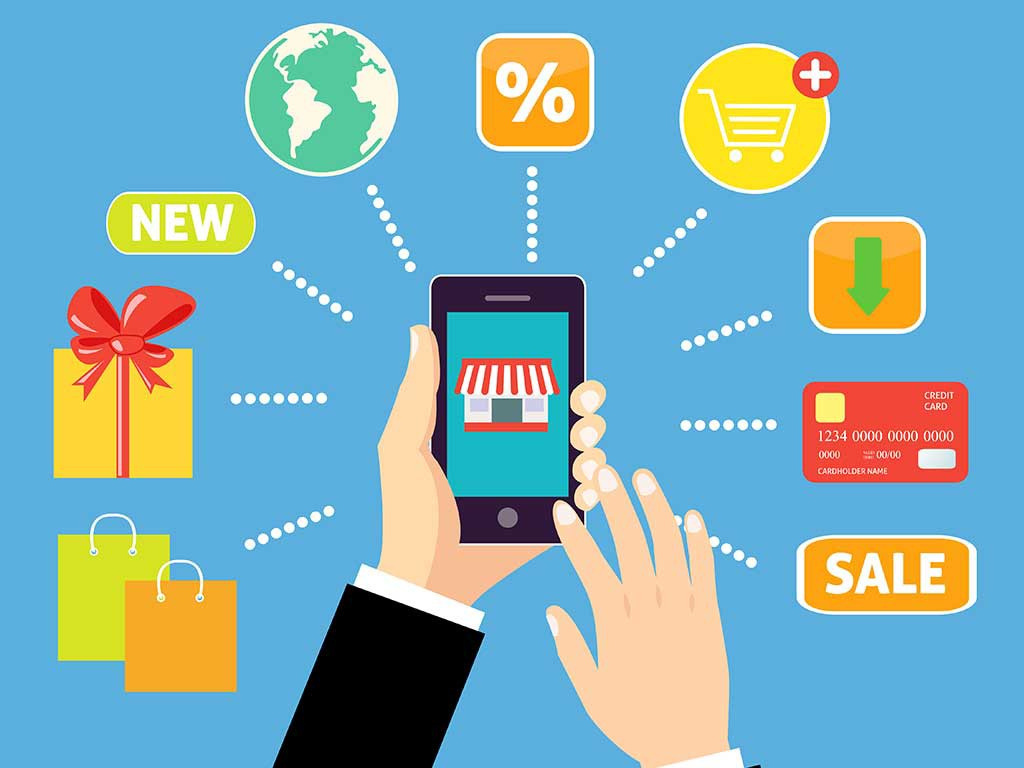 %
NEW
CREDIT
CARD
1234 0000 0000 0000
0000 00/00
CARDHOLDER NAME
SALE